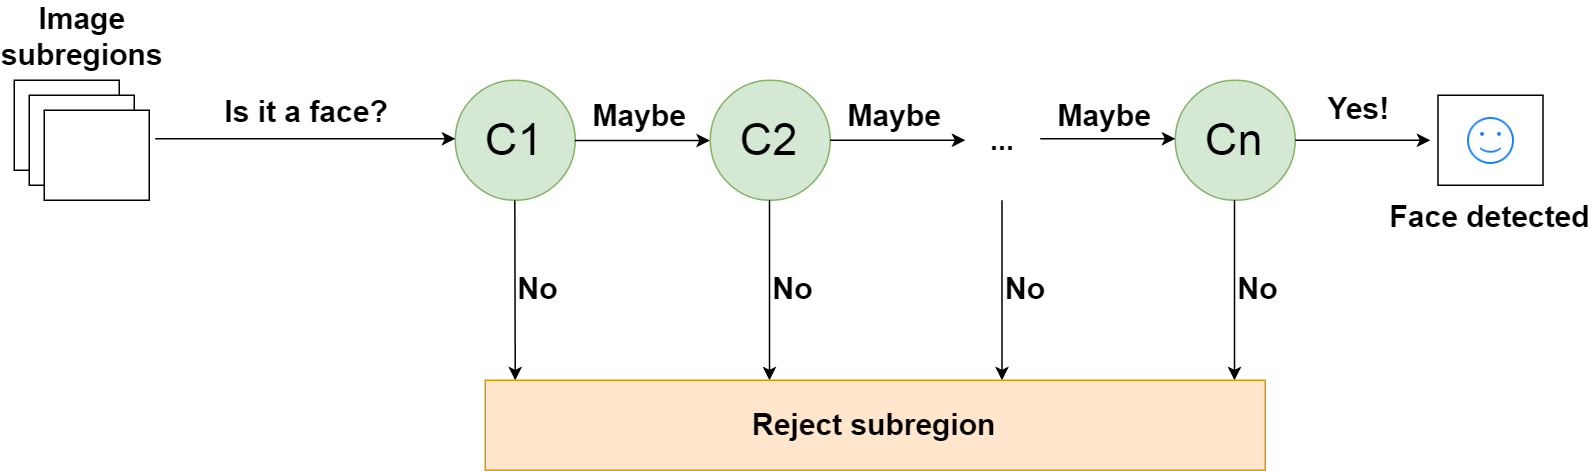 Image
subregions
Is it a face?
C1
Maybe
C2
Maybe
...
Maybe
Cn
Yes!
Face detected
No
No
No
No
Reject subregion